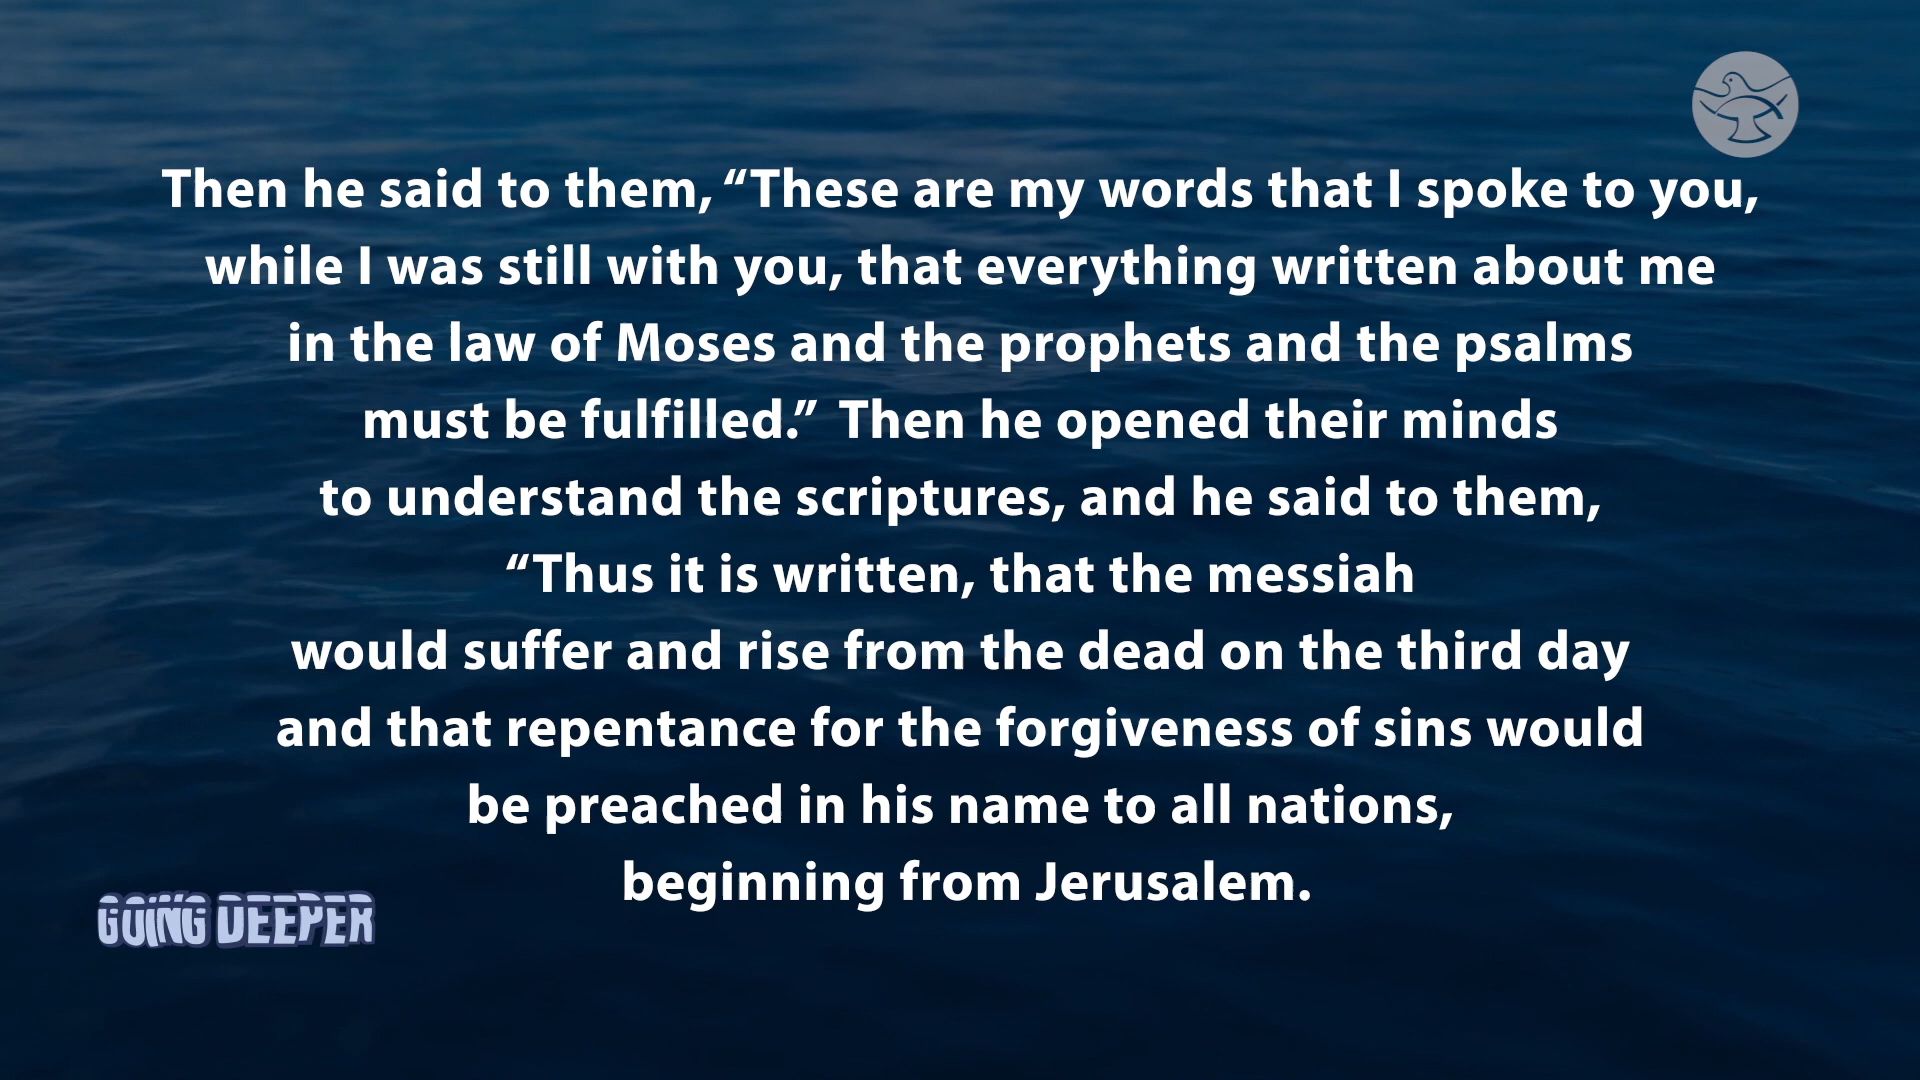 Then he said to them, “These are my words that I spoke to you,
while I was still with you, that everything written about me
in the law of Moses and the prophets and the psalms
must be fulfilled.”  Then he opened their minds
to understand the scriptures, and he said to them,
“Thus it is written, that the messiah
would suffer and rise from the dead on the third day
and that repentance for the forgiveness of sins would
be preached in his name to all nations,
beginning from Jerusalem.
GOING DEEPER